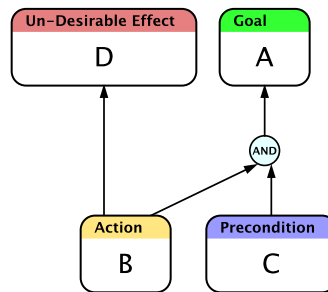 Un-Desirable Effect
D
Goal
A
AND
Action
B
Precondition
C